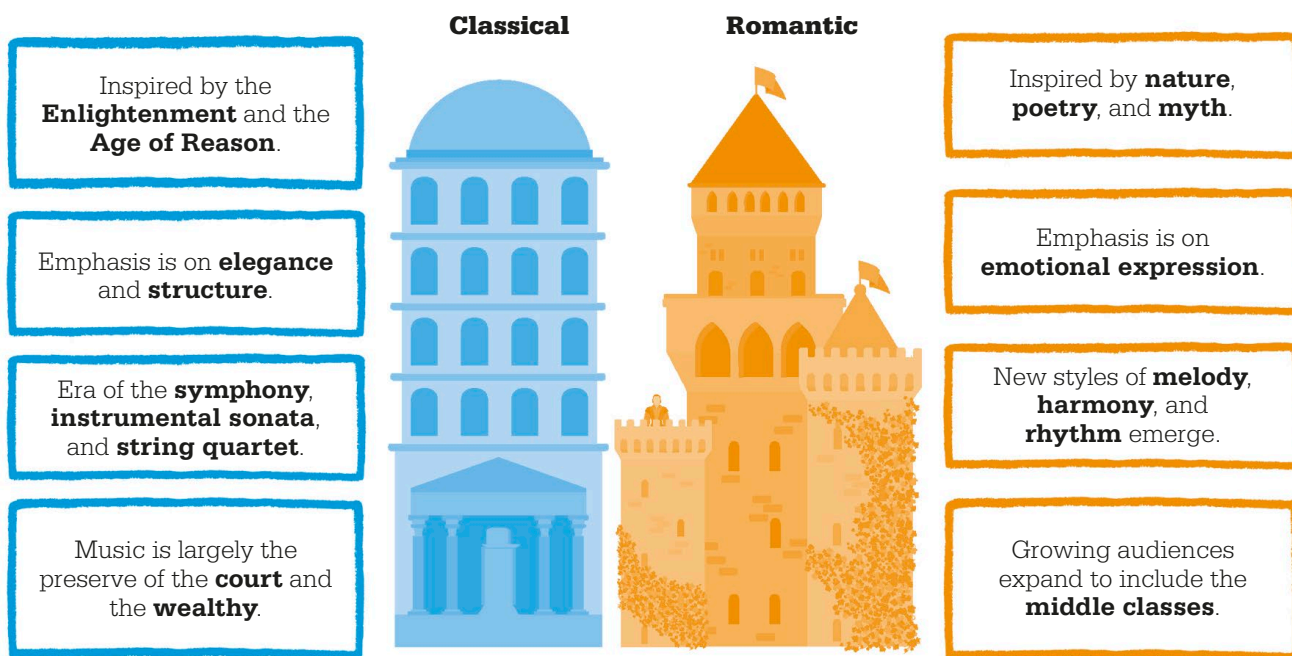 Classical
Inspired by the
Enlightenment and the
Age of Reason.
Emphasis is on elegance
and structure.
Era of the symphony,
instrumental sonata,
and string quartet.
Music is largely the
preserve of the court and
the wealthy.
Romantic
Inspired by nature,
poetry, and myth.
Emphasis is on
emotional expression.
New styles of melody,
harmony, and
rhythm emerge.
Growing audiences
expand to include the
middle classes.